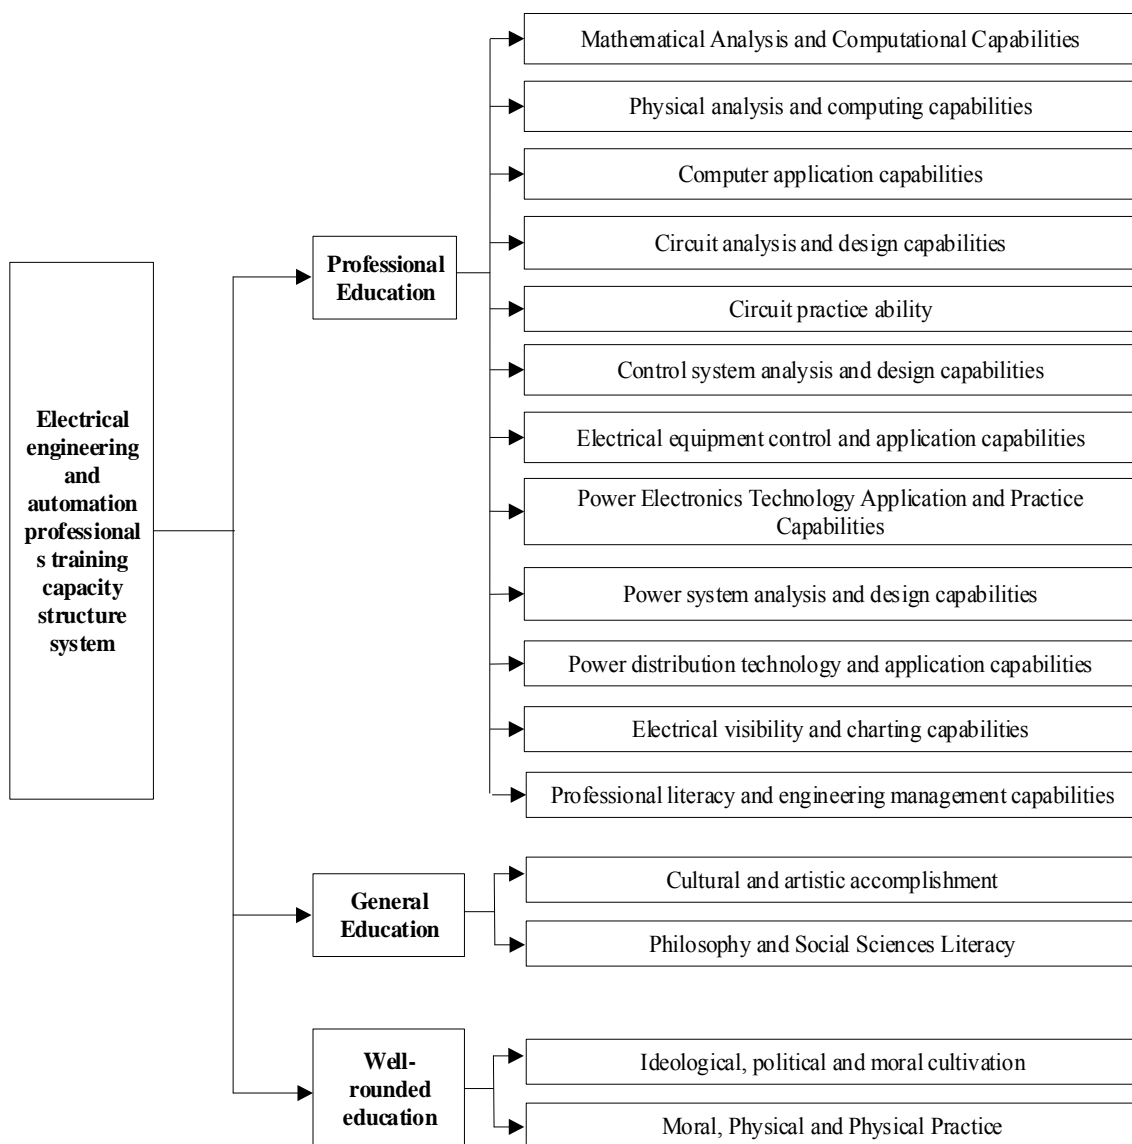 Electrical
engineering
and
automation
professional
s training
capacity
structure
system
Professional
Education
Mathematical Analysis and Computational Capabilities
Physical analysis and computing capabilities
Computer application capabilities
Circuit analysis and design capabilities
Circuit practice ability
Control system analysis and design capabilities
Electrical equipment control and application capabilities
Power Electronics Technology Application and Practice
Capabilities
Power system analysis and design capabilities
Power distribution technology and application capabilities
Electrical visibility and charting capabilities
Professional literacy and engineering management capabilities
General
Education
Cultural and artistic accomplishment
Philosophy and Social Sciences Literacy
Well-
rounded
education
Ideological, political and moral cultivation
Moral, Physical and Physical Practice